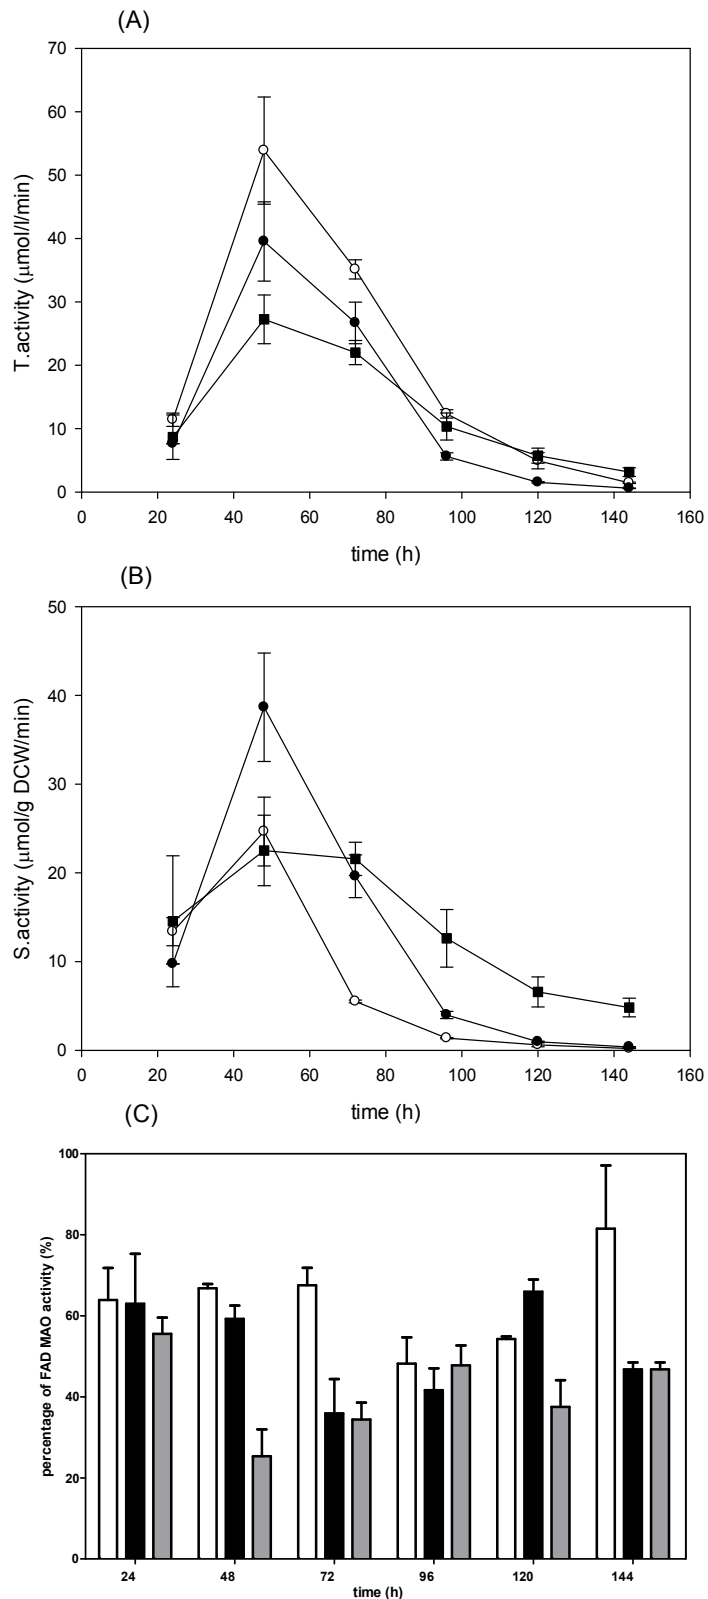 (A)
70
60
50
40
30
20
10
0
T.activity (μmol/l/min)
0 20 40 60 80 100 120 140 160
time (h)
(B)
50
40
30
20
10
0
S.activity (μmol/g DCW/min)
0 20 40 60 80 100 120 140 160
time (h)
(C)
100
80
60
40
20
0
percentage of FAD MAO activity (%)
24 48 72 96 120 144
time (h)